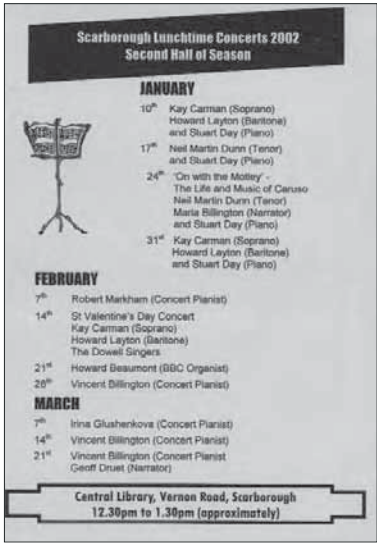 Scarborough Lunchtime Concerts 2002
Second Half of Season
JANUARY
10th Kay Carman (Soprano)
Howard Layton (Baritone)
and Stuart Day (Piano)
17th Neil Martin Dunn (Tenor)
and Stuart Day (Piano)
24th 'On with the Motley' -
The Life and Music of Caruso
Neil Martin Dunn (Tenor)
Maria Billington (Narrator)
and Stuart Day (Piano)
31st Kay Carman (Soprano)
Howard Layton (Baritone)
and Stuart Day (Piano)
FEBRUARY
7th Robert Markham (Concert Pianist)
14th St Valentine's Day Concert
Kay Carman (Soprano)
Howard Layton (Baritone)
The Dowell Singers
21st Howard Beaumont (BBC Organist)
28th Vincent Billington (Concert Pianist)
MARCH
7th Irina Glushenkova (Concert Pianist)
14th Vincent Billington (Concert Pianist)
21st Vincent Billington (Concert Pianist
Geoff Druet (Narrator)
Central Library, Vernon Road, Scarborough
12.30pm to 1.30pm (approximately)